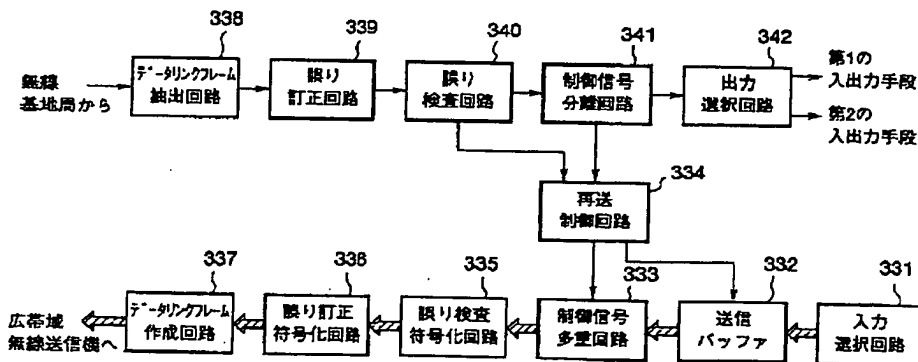 338
339
340
341
342
無線
基地局から
データリンクフレーム
抽出回路
誤り
訂正回路
誤り
検査回路
制御信号
分離回路
出力
選択回路
第1の
入出力手段
第2の
入出力手段
334
再送
制御回路
337
336
335
333
332
331
広帯域
無線送信機へ
データリンクフレーム
作成回路
誤り訂正
符号化回路
誤り検査
符号化回路
制御信号
多重回路
送信
バッファ
入力
選択回路